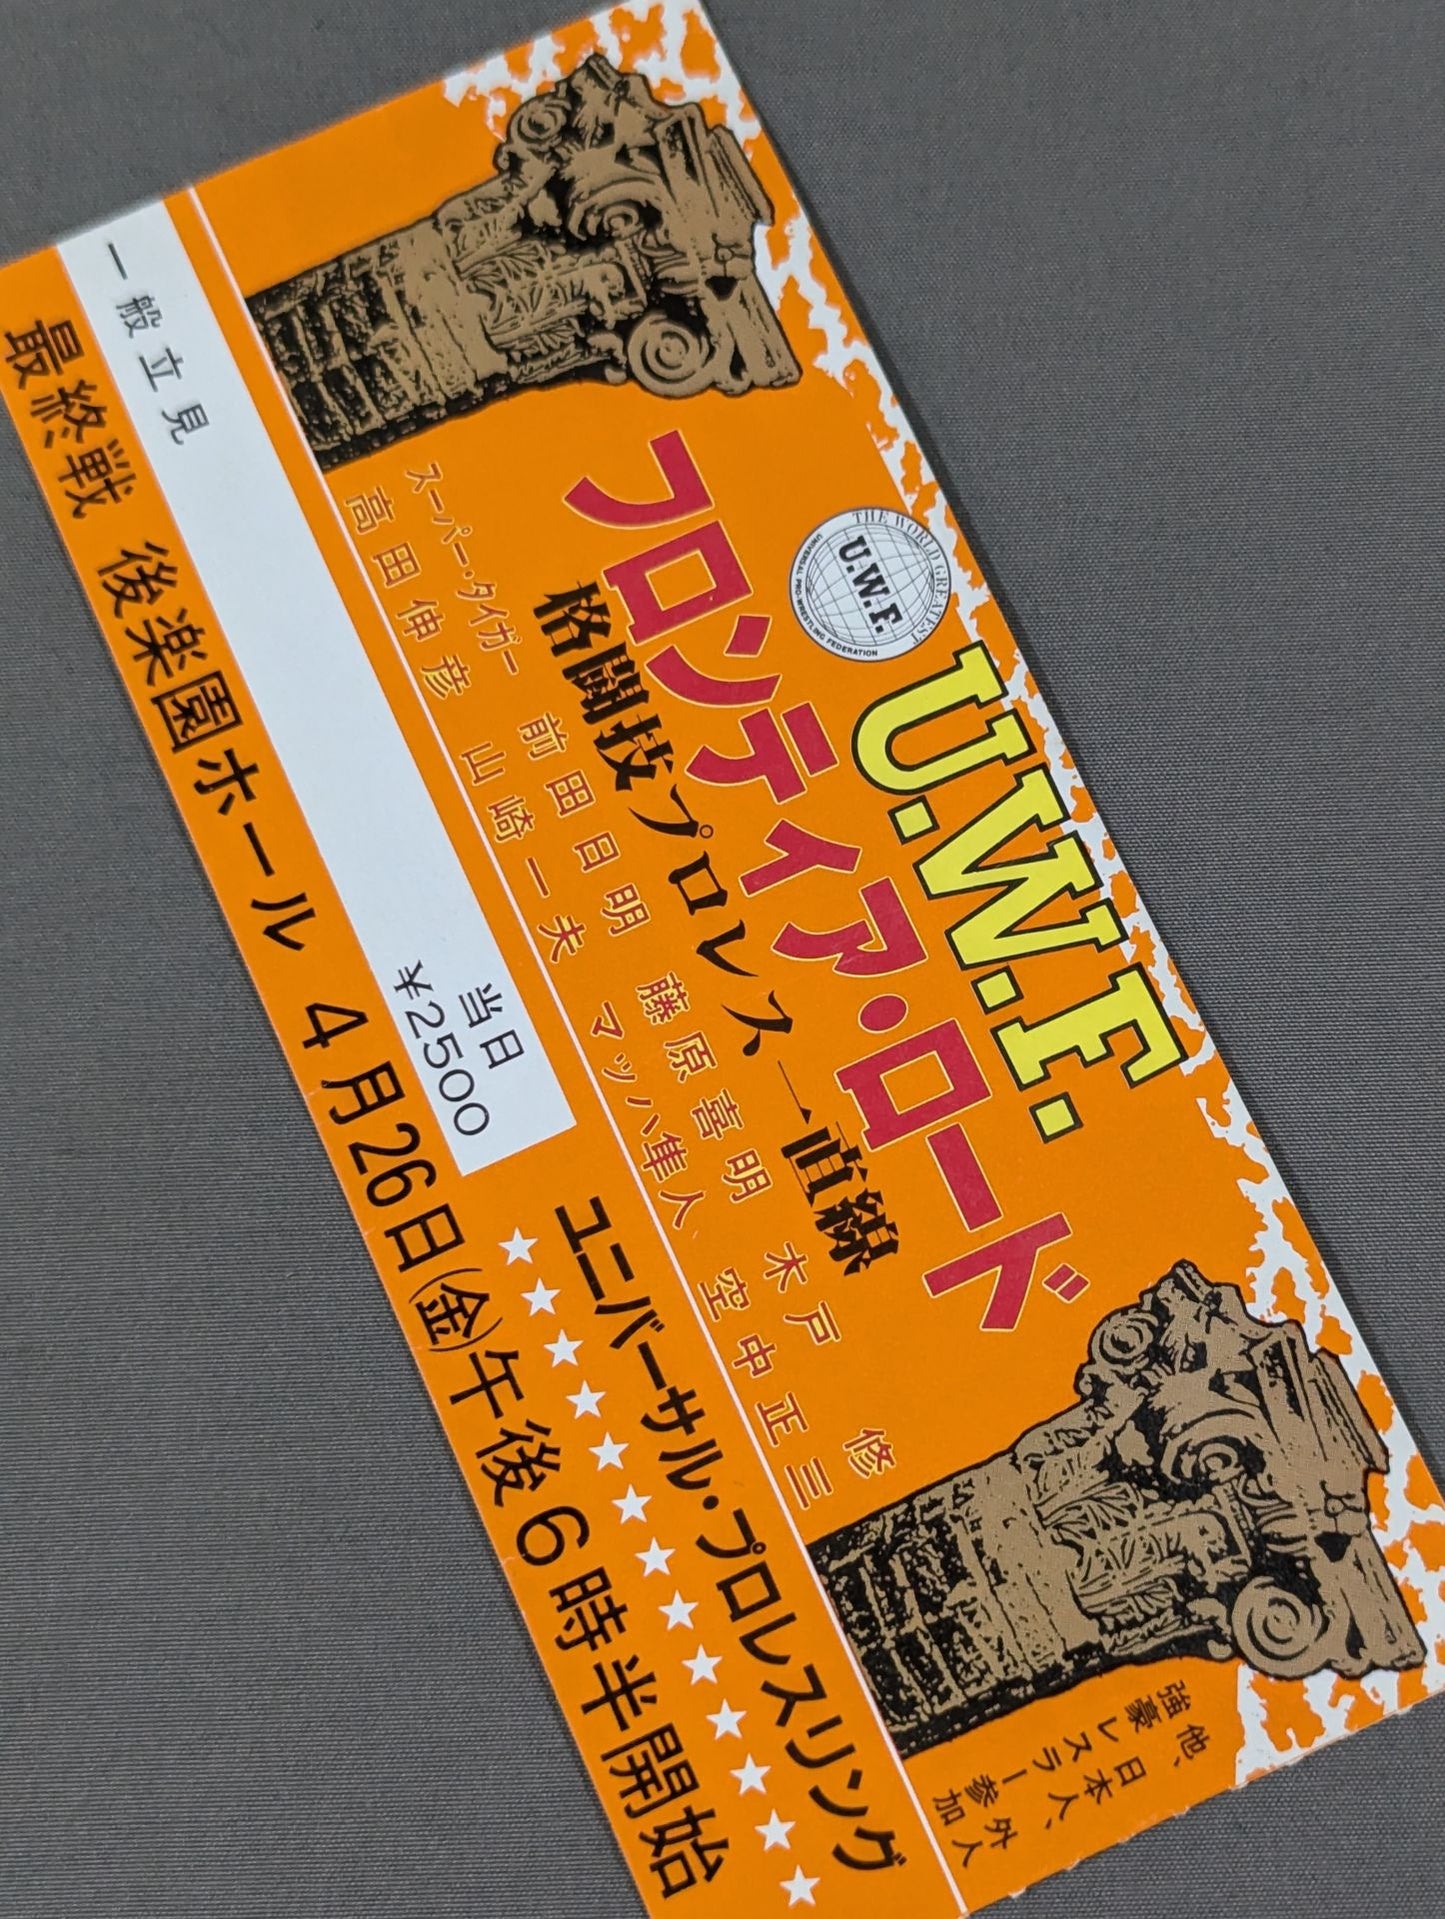 THE WORLD GREATEST
U.W.F.
UNIVERSAL PRO-WRESTLING FEDERATION
U.W.F.
フロンティア・ロード
格闘技プロレス一直線
スーパー・タイガー 前田日明 藤原喜明 木戸 修
高田伸彦 山崎一夫 マッハ隼人 空中正三
他、日本人、外人
強豪レスラー参加
一般立見
当日
¥2500
ユニバーサル・プロレスリング
★★★★★★★★★★★★★
最終戦 後楽園ホール 4月26日(金)午後6時半開始